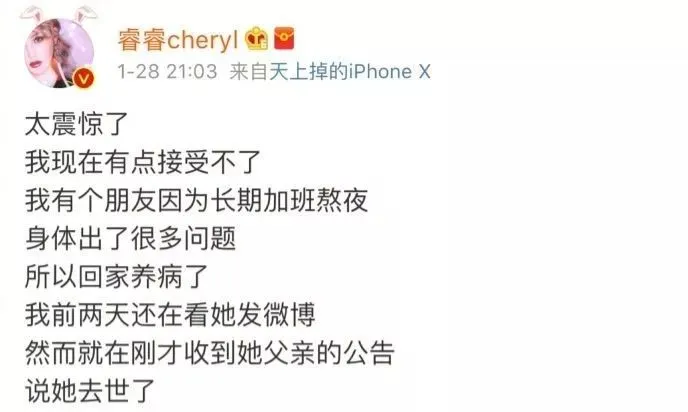 睿睿cheryl
1-28 21:03 来自天上掉的iPhone X
太震惊了
我现在有点接受不了
我有个朋友因为长期加班熬夜
身体出了很多问题
所以回家养病了
我前两天还在看她发微博
然而就在刚才收到她父亲的公告
说她去世了